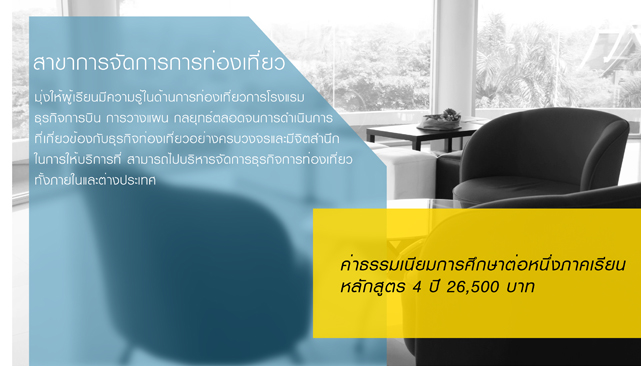 สาขาการจัดการการท่องเที่ยว
มุ่งให้ผู้เรียนมีความรู้ในด้านการท่องเที่ยวการโรงแรม
ธุรกิจการบิน การวางแผน กลยุทธ์ตลอดจนการดำเนินการ
ที่เกี่ยวข้องกับธุรกิจท่องเที่ยวอย่างครบวงจรและมีจิตสำนึก
ในการให้บริการที่ สามารถไปบริหารจัดการธุรกิจการท่องเที่ยว
ทั้งภายในและต่างประเทศ
ค่าธรรมเนียมการศึกษาต่อหนึ่งภาคเรียน
หลักสูตร 4 ปี 26,500 บาท